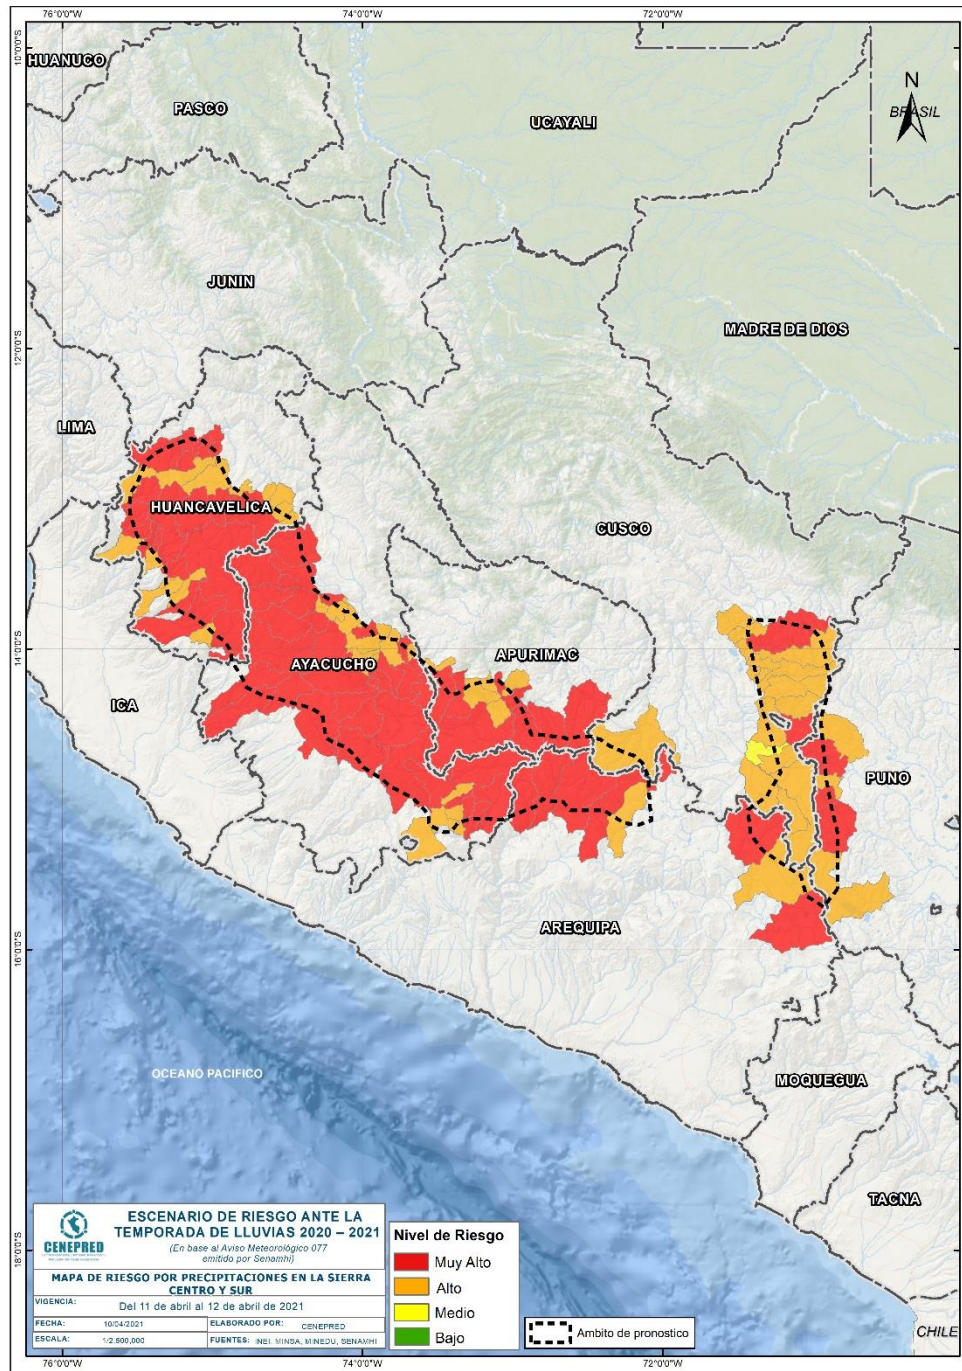 76°0'0"W 74°0'0"W 72°0'0"W
10°0'0"S
12°0'0"S
14°0'0"S
16°0'0"S
18°0'0"S
HUANUCO
PASCO
UCAYALI
N
BRASIL
JUNIN
MADRE DE DIOS
LIMA
HUANCAVELICA
CUSCO
AYACUCHO
APURIMAC
ICA
PUNO
AREQUIPA
OCEANO PACIFICO
MOQUEGUA
TACNA
CHILE
CENEPRED
ESCENARIO DE RIESGO ANTE LA
TEMPORADA DE LLUVIAS 2020 – 2021
(En base al Aviso Meteorológico 077
emitido por Senamhi)
MAPA DE RIESGO POR PRECIPITACIONES EN LA SIERRA
CENTRO Y SUR
VIGENCIA: Del 11 de abril al 12 de abril de 2021
FECHA: 10/04/2021 ELABORADO POR: CENEPRED
ESCALA: 1/2.500,000 FUENTES: INEI, MINSA, MINEDU, SENAMHI
Nivel de Riesgo
Muy Alto
Alto
Medio
Bajo
Ambito de pronostico
76°0'0"W 74°0'0"W 72°0'0"W